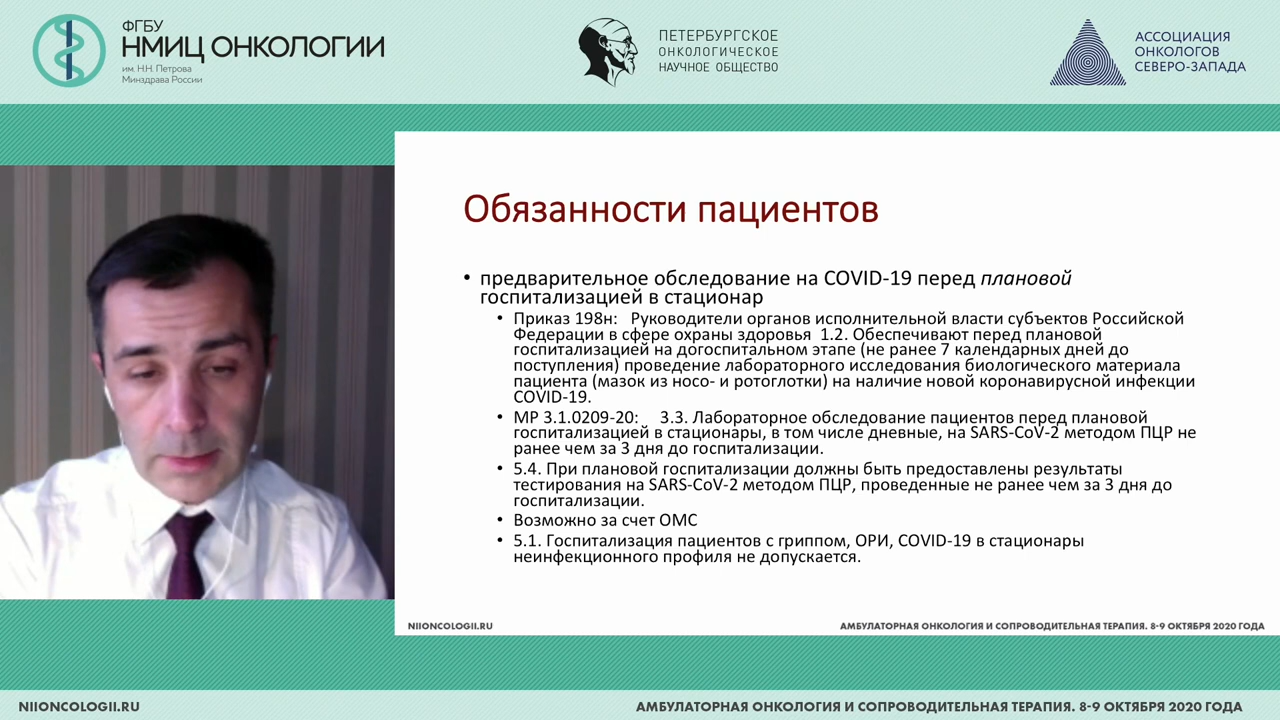 ФГБУ
НМИЦ ОНКОЛОГИИ
им. Н.Н. Петрова
Минздрава России
ПЕТЕРБУРГСКОЕ
ОНКОЛОГИЧЕСКОЕ
НАУЧНОЕ ОБЩЕСТВО
АССОЦИАЦИЯ
ОНКОЛОГОВ
СЕВЕРО-ЗАПАДА
Обязанности пациентов
• предварительное обследование на COVID-19 перед плановой
госпитализацией в стационар
• Приказ 198н: Руководители органов исполнительной власти субъектов Российской
Федерации в сфере охраны здоровья 1.2. Обеспечивают перед плановой
госпитализацией на догоспитальном этапе (не ранее 7 календарных дней до
поступления) проведение лабораторного исследования биологического материала
пациента (мазок из носо- и ротоглотки) на наличие новой коронавирусной инфекции
COVID-19.
• МР 3.1.0209-20: 3.3. Лабораторное обследование пациентов перед плановой
госпитализацией в стационары, в том числе дневные, на SARS-CoV-2 методом ПЦР не
ранее чем за 3 дня до госпитализации.
• 5.4. При плановой госпитализации должны быть предоставлены результаты
тестирования на SARS-CoV-2 методом ПЦР, проведенные не ранее чем за 3 дня до
госпитализации.
• Возможно за счет ОМС
• 5.1. Госпитализация пациентов с гриппом, ОРИ, COVID-19 в стационары
неинфекционного профиля не допускается.
NIIONCOLOGII.RU
АМБУЛАТОРНАЯ ОНКОЛОГИЯ И СОПРОВОДИТЕЛЬНАЯ ТЕРАПИЯ. 8-9 ОКТЯБРЯ 2020 ГОДА
NIIONCOLOGII.RU
АМБУЛАТОРНАЯ ОНКОЛОГИЯ И СОПРОВОДИТЕЛЬНАЯ ТЕРАПИЯ. 8-9 ОКТЯБРЯ 2020 ГОДА